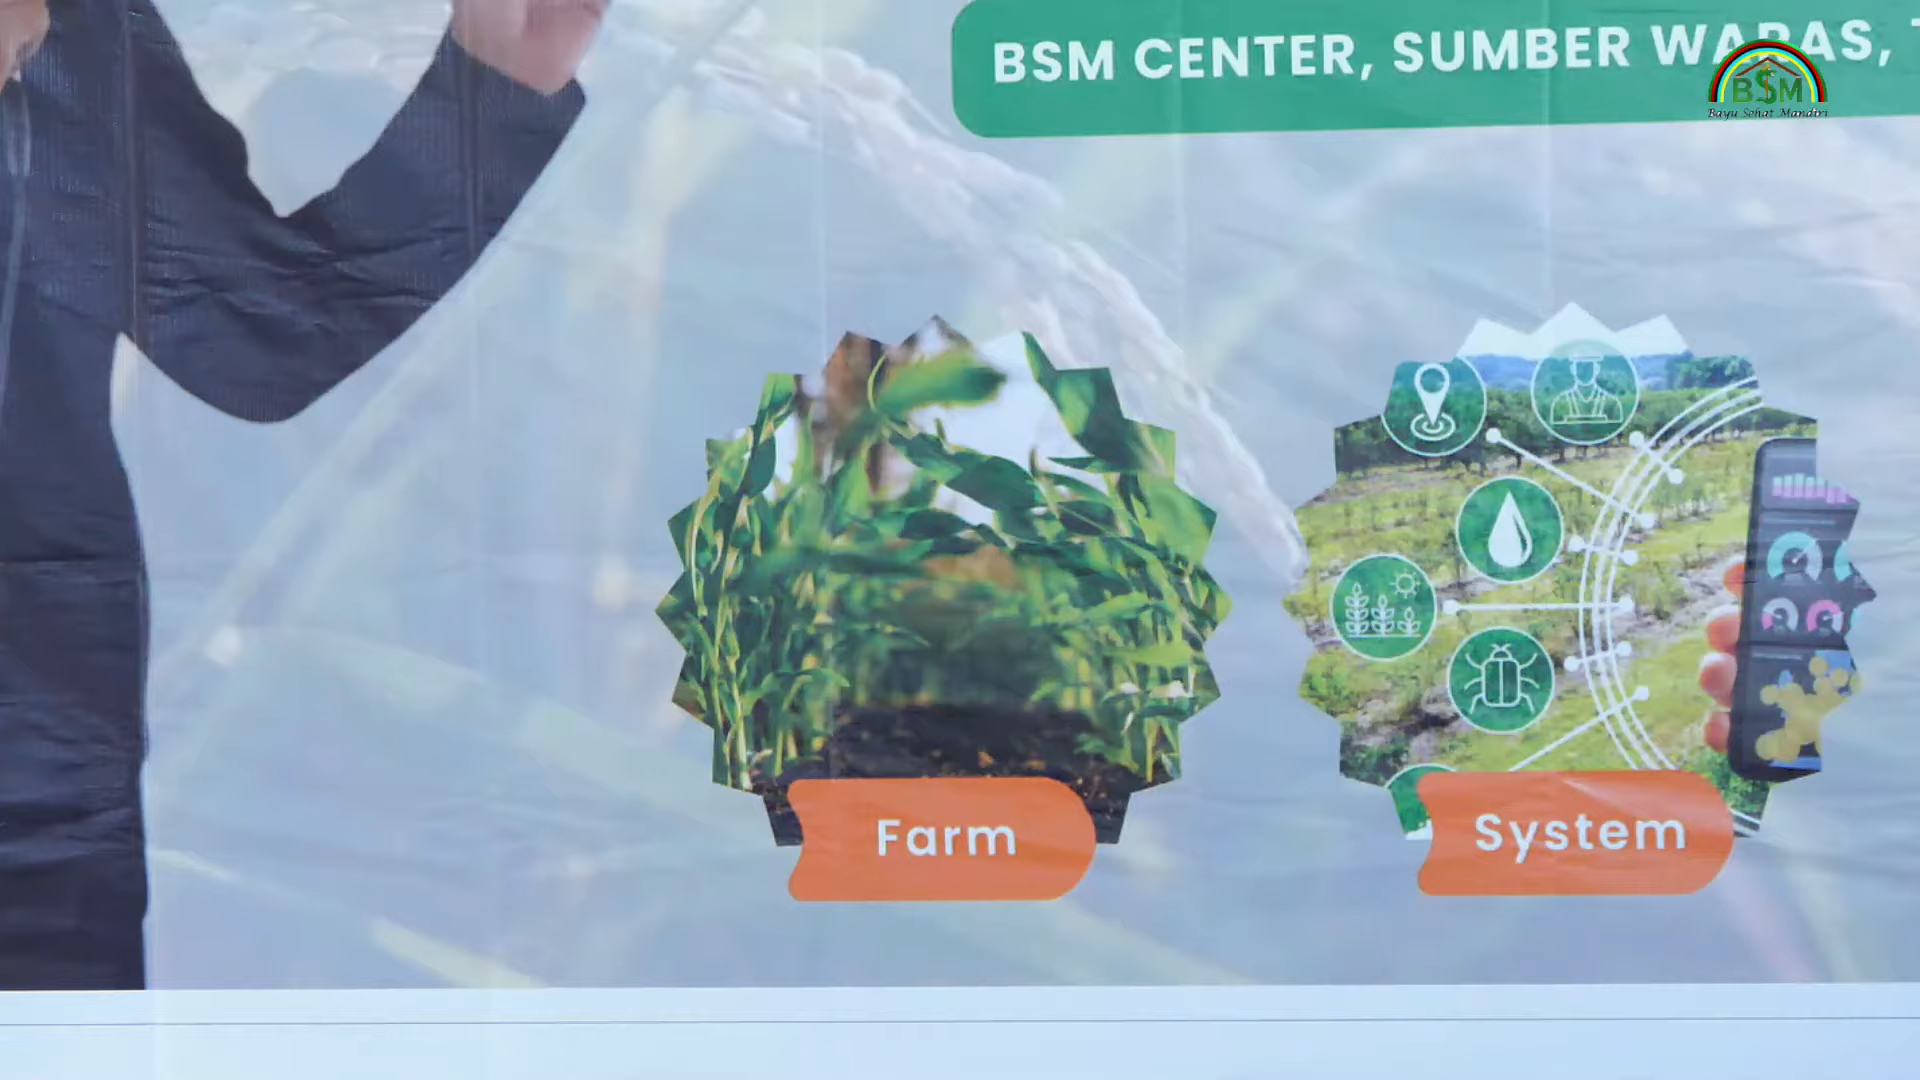 BSM CENTER, SUMBER WARAS,
BSM
Bayu Sehat Mandiri
Farm
System